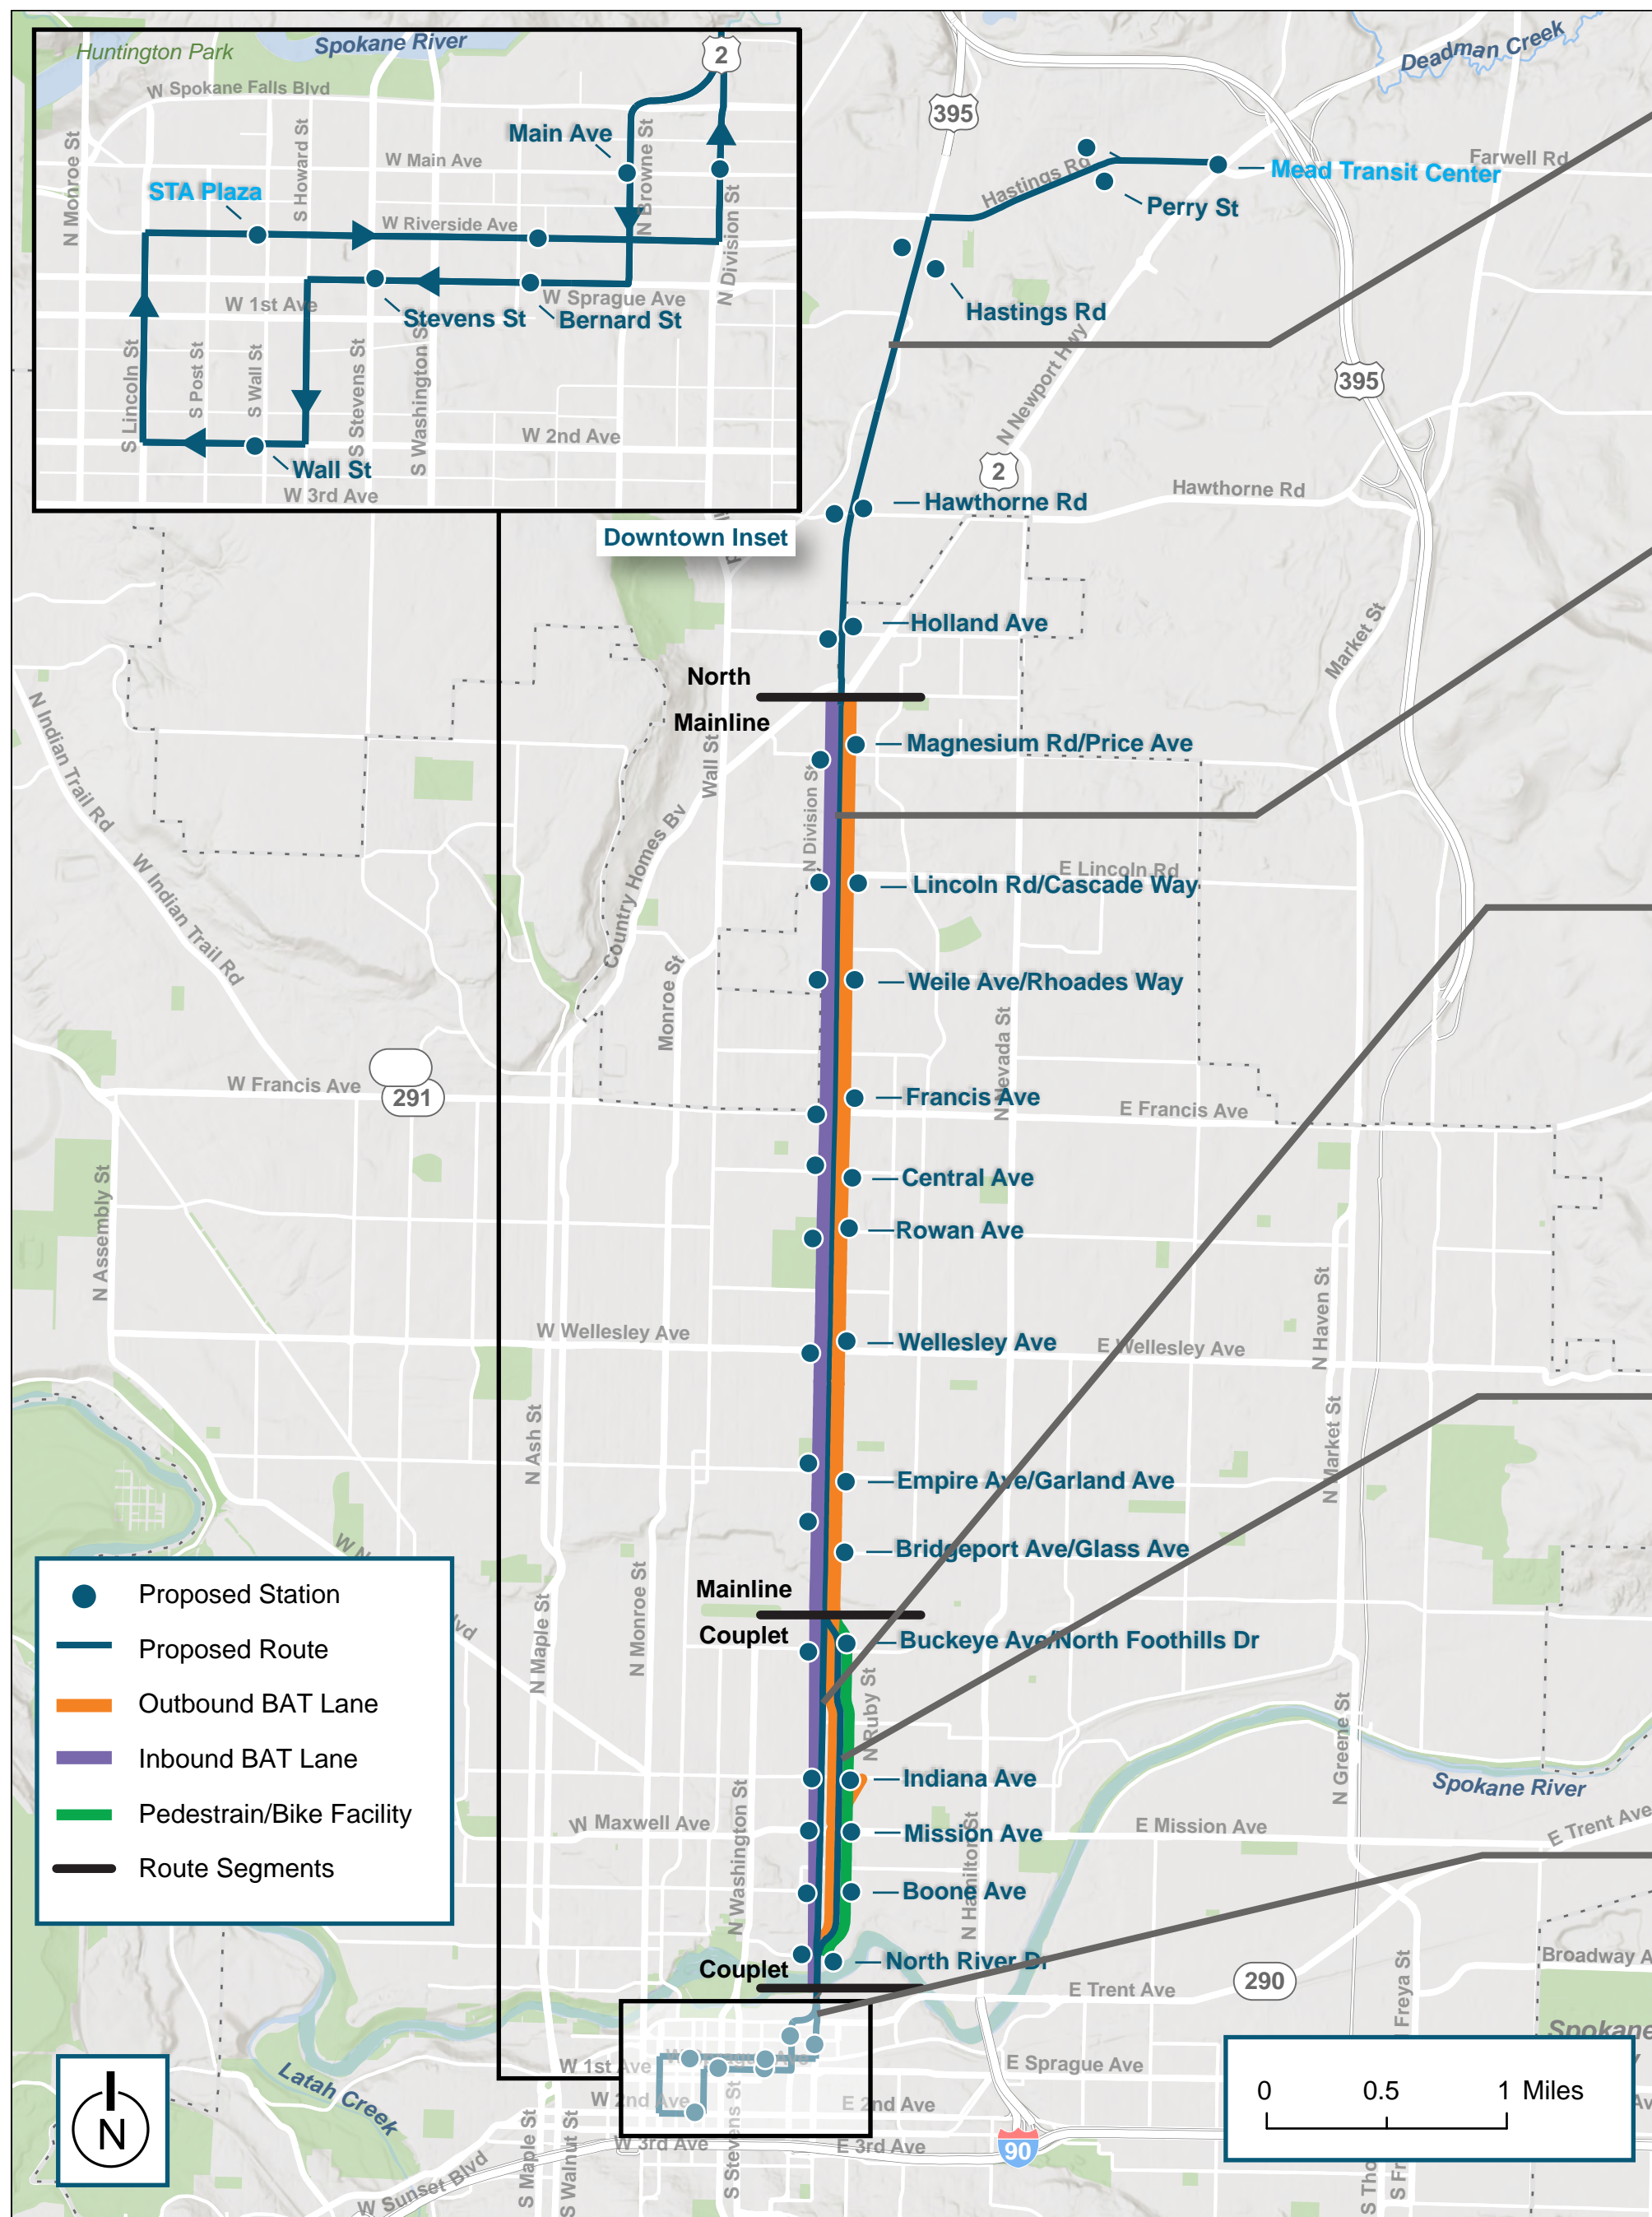 Huntington Park
Spokane River
2
W Spokane Falls Blvd
N Monroe St
S Howard St
Main Ave
N Browne St
W Main Ave
STA Plaza
W Riverside Ave
N Division St
W 1st Ave
W Sprague Ave
Stevens St
Bernard St
S Lincoln St
S Post St
S Wall St
S Stevens St
S Washington St
W 2nd Ave
Wall St
W 3rd Ave
Downtown Inset
Deadman Creek
395
Hastings Rd
Farwell Rd
Mead Transit Center
Perry St
Hastings Rd
N Newport Hwy
395
2
Hawthorne Rd
Hawthorne Rd
Holland Ave
Market St
North
Mainline
Magnesium Rd/Price Ave
N Indian Trail Rd
Wall St
N Division St
Country Homes Bv
W Indian Trail Rd
E Lincoln Rd
Lincoln Rd/Cascade Way
Monroe St
Weile Ave/Rhoades Way
N Nevada St
W Francis Ave
291
Francis Ave
E Francis Ave
N Assembly St
Central Ave
Rowan Ave
N Haven St
W Wellesley Ave
Wellesley Ave
E Wellesley Ave
N Ash St
N Market St
Empire Ave/Garland Ave
W N
lvd
Bridgeport Ave/Glass Ave
Proposed Station
Proposed Route
Outbound BAT Lane
Inbound BAT Lane
Pedestrain/Bike Facility
Route Segments
N Maple St
N Monroe St
Mainline
Couplet
Buckeye Ave/North Foothills Dr
N Ruby St
N Greene St
Indiana Ave
Spokane River
N Washington St
W Maxwell Ave
Mission Ave
E Mission Ave
E Trent Ave
N Hamilton St
Boone Ave
North River Dr
Couplet
Broadway A
290
E Trent Ave
Freya St
Spokane
Latah Creek
W 1st Ave
W Sprague Ave
E Sprague Ave
W 2nd Ave
E 2nd Ave
W 3rd Ave
E 3rd Ave
90
N
S Maple St
S Walnut St
S Stevens St
W Sunset Blvd
0 0.5 1 Miles
Av
S Tho
S Fr